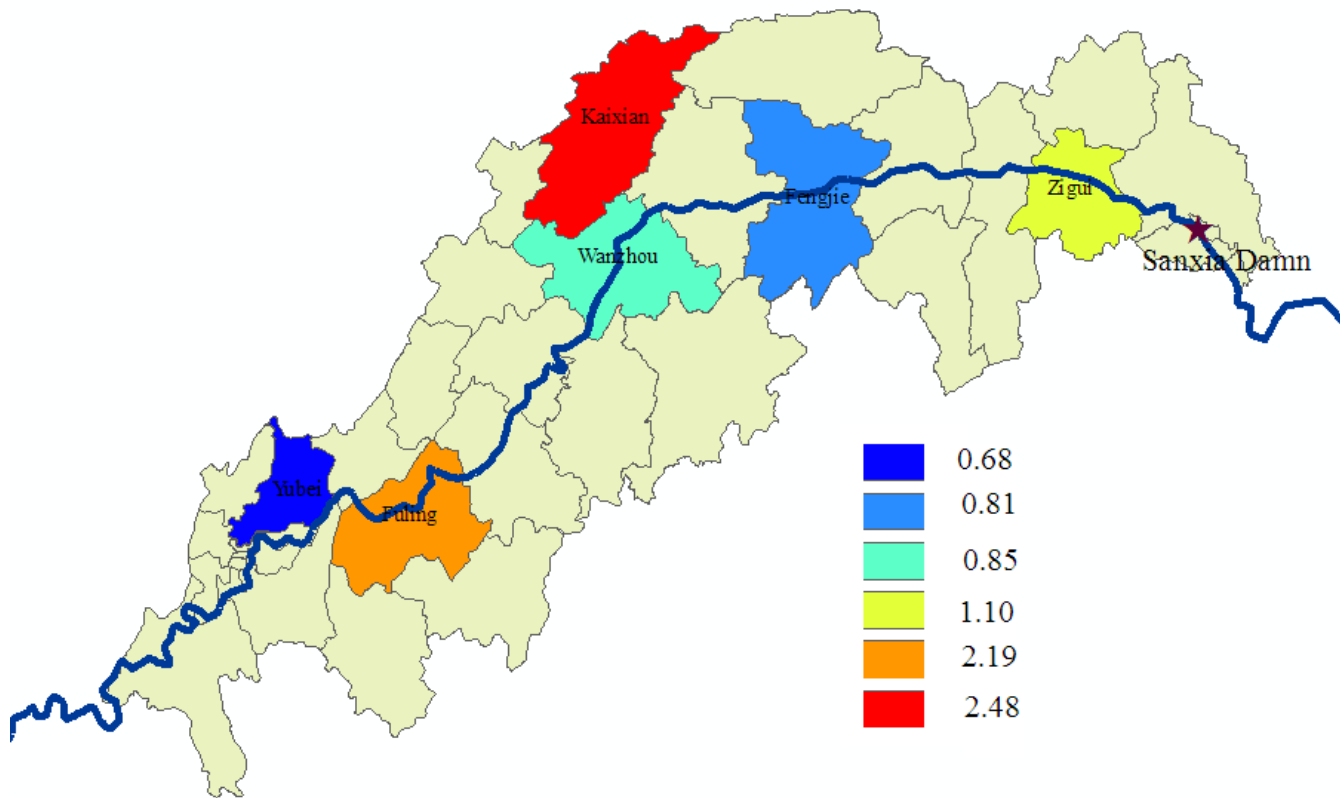 Kaixian
Fengjie
Zigui
Wanzhou
Sanxia Damn
Yubei
Fuling
0.68
0.81
0.85
1.10
2.19
2.48